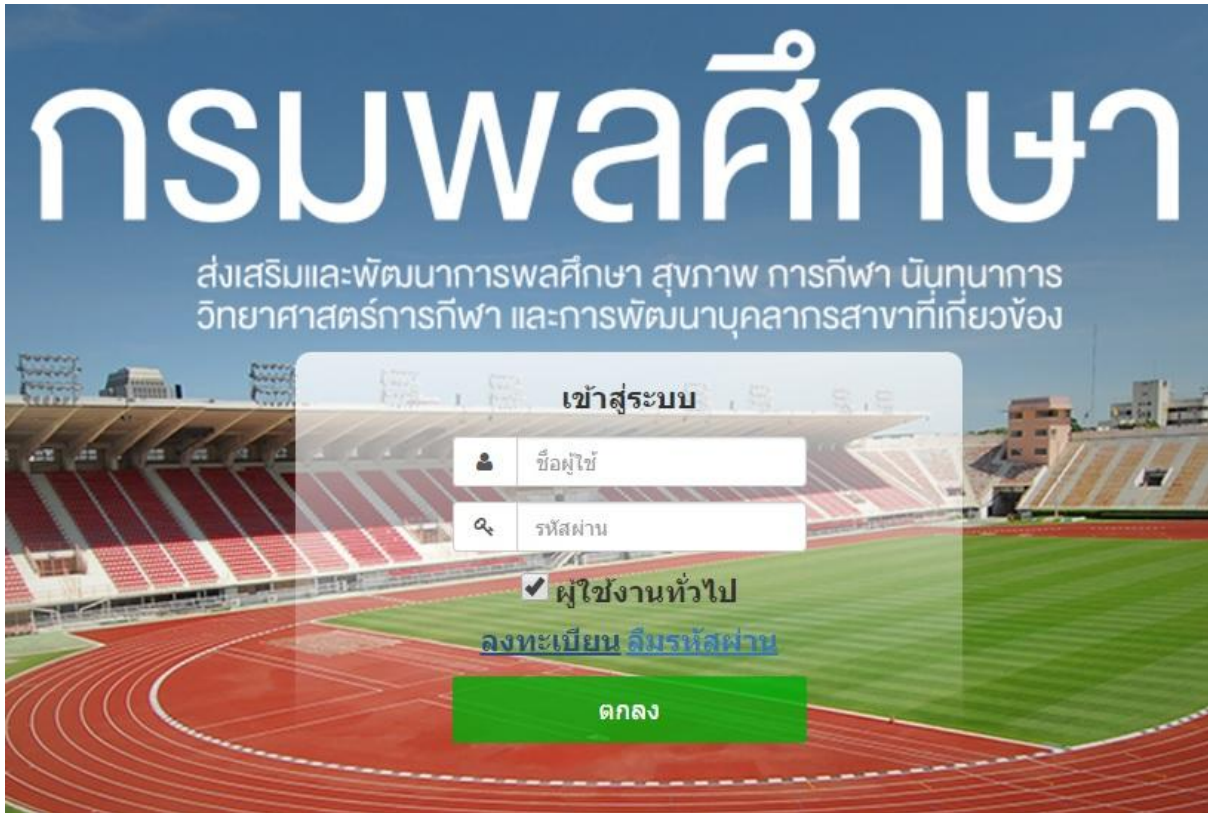 กรมพลศึกษา
ส่งเสริมและพัฒนาการพลศึกษา สุขภาพ การกีฬา นันทนาการ
วิทยาศาสตร์การกีฬา และการพัฒนาบุคลากรสาขาที่เกี่ยวข้อง
เข้าสู่ระบบ
ชื่อผู้ใช้
รหัสผ่าน
ผู้ใช้งานทั่วไป
ลงทะเบียน ลืมรหัสผ่าน
ตกลง